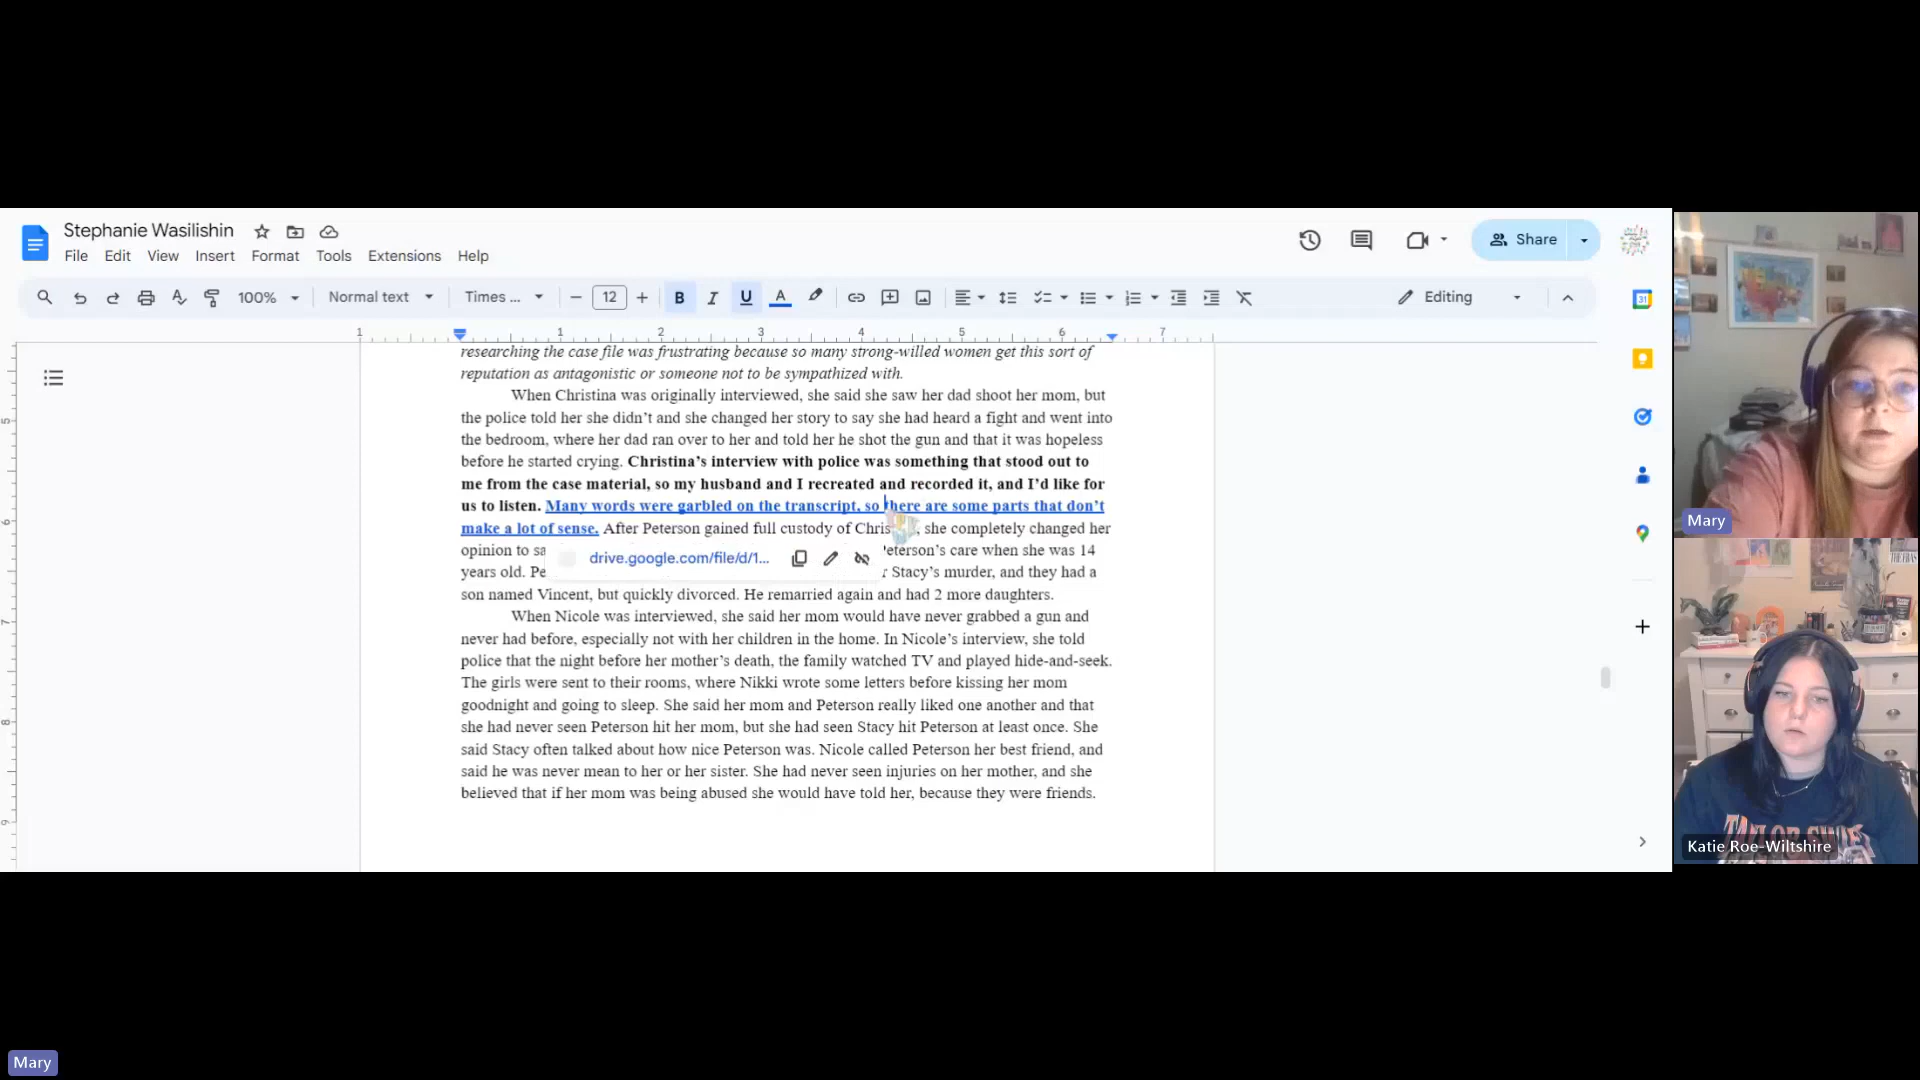 Stephanie Wasilishin
File Edit View Insert Format Tools Extensions Help
Share
100% Normal text Times ... 12 B I U A Editing
31
1 1 2 3 4 5 6 7
5
6
7
8
9
researching the case file was frustrating because so many strong-willed women get this sort of
reputation as antagonistic or someone not to be sympathized with.
When Christina was originally interviewed, she said she saw her dad shoot her mom, but
the police told her she didn't and she changed her story to say she had heard a fight and went into
the bedroom, where her dad ran over to her and told her he shot the gun and that it was hopeless
before he started crying. Christina's interview with police was something that stood out to
me from the case material, so my husband and I recreated and recorded it, and I'd like for
us to listen. Many words were garbled on the transcript, so there are some parts that don't
make a lot of sense. After Peterson gained full custody of Chris , she completely changed her
opinion to sa Peterson's care when she was 14
drive.google.com/file/d/1...
years old. Pe r Stacy's murder, and they had a
son named Vincent, but quickly divorced. He remarried again and had 2 more daughters.
When Nicole was interviewed, she said her mom would have never grabbed a gun and
never had before, especially not with her children in the home. In Nicole's interview, she told
police that the night before her mother's death, the family watched TV and played hide-and-seek.
The girls were sent to their rooms, where Nikki wrote some letters before kissing her mom
goodnight and going to sleep. She said her mom and Peterson really liked one another and that
she had never seen Peterson hit her mom, but she had seen Stacy hit Peterson at least once. She
said Stacy often talked about how nice Peterson was. Nicole called Peterson her best friend, and
said he was never mean to her or her sister. She had never seen injuries on her mother, and she
believed that if her mom was being abused she would have told her, because they were friends.
Mary
TAYLOR
Katie Roe-Wiltshire
Mary